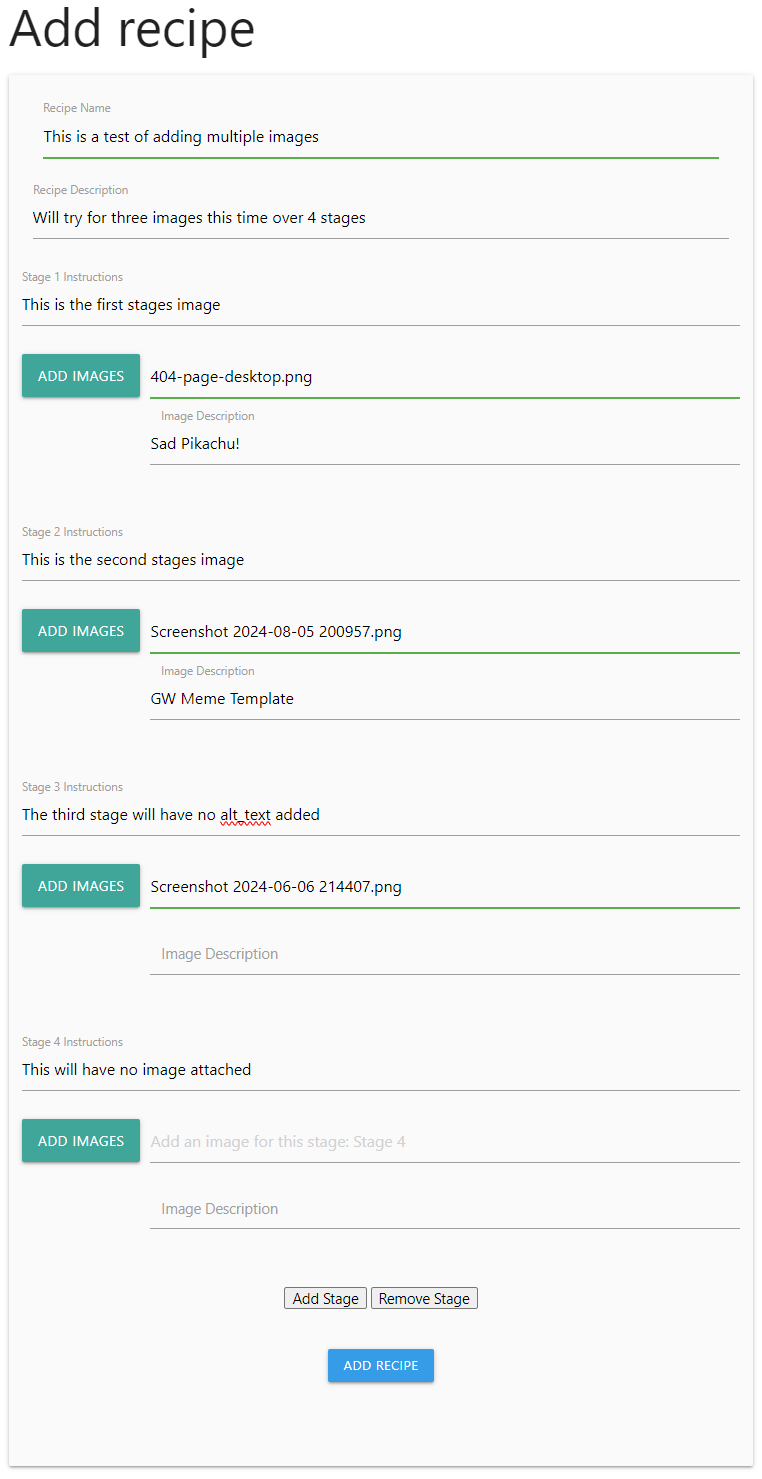 Add recipe
Recipe Name
This is a test of adding multiple images
Recipe Description
Will try for three images this time over 4 stages
Stage 1 Instructions
This is the first stages image
ADD IMAGES
404-page-desktop.png
Image Description
Sad Pikachu!
Stage 2 Instructions
This is the second stages image
ADD IMAGES
Screenshot 2024-08-05 200957.png
Image Description
GW Meme Template
Stage 3 Instructions
The third stage will have no alt_text added
ADD IMAGES
Screenshot 2024-06-06 214407.png
Image Description
Stage 4 Instructions
This will have no image attached
ADD IMAGES
Add an image for this stage: Stage 4
Image Description
Add Stage
Remove Stage
ADD RECIPE